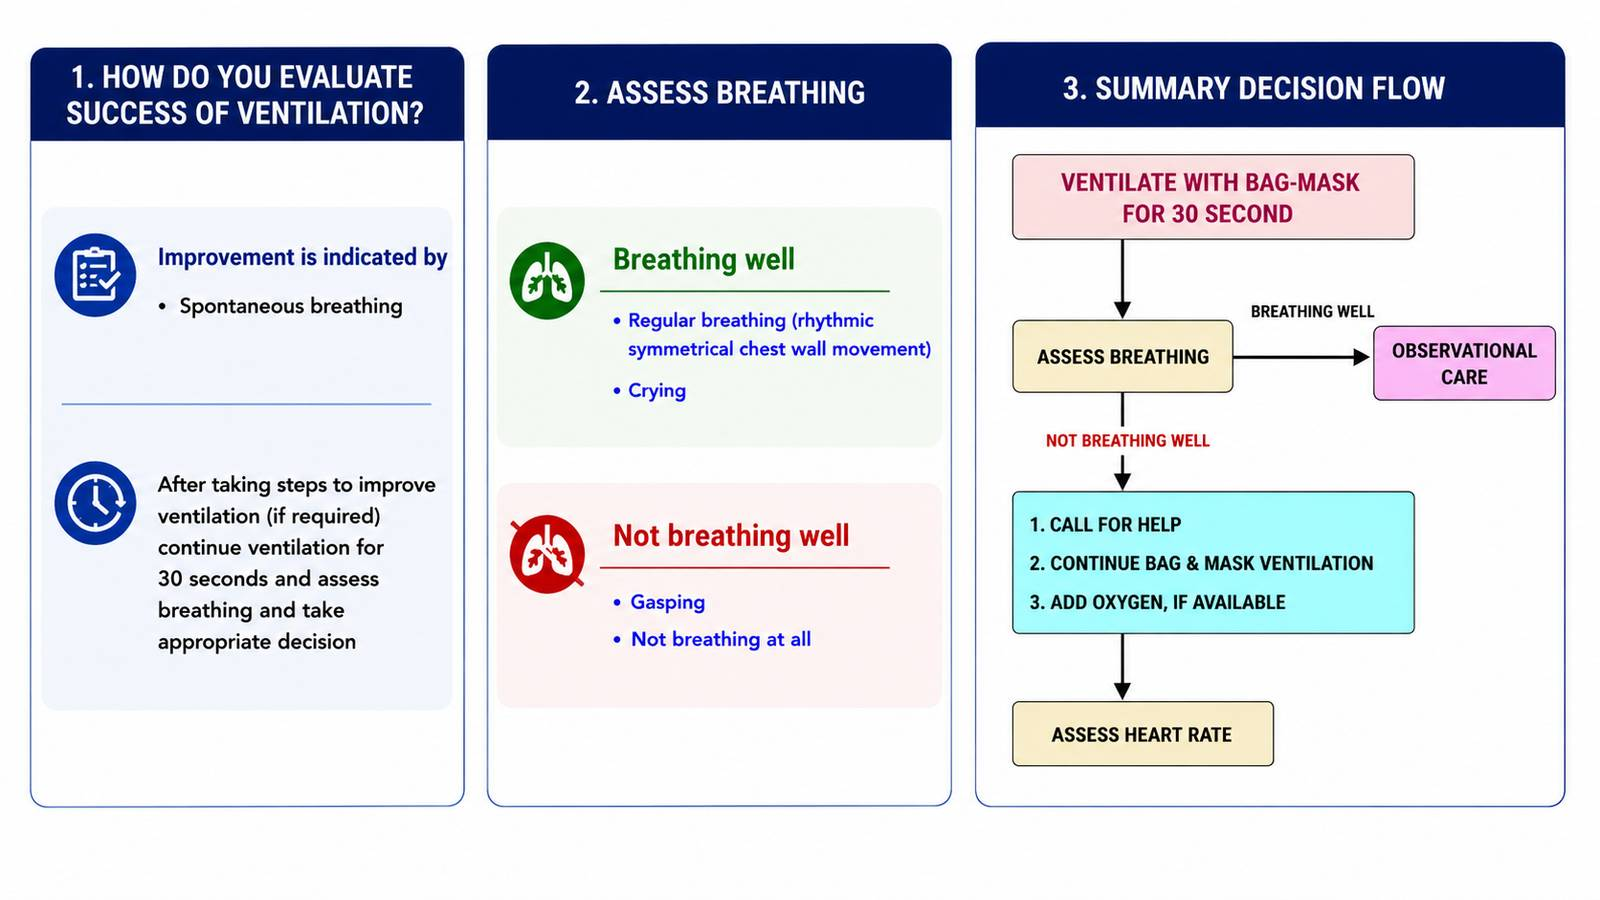 1. HOW DO YOU EVALUATE
SUCCESS OF VENTILATION?
Improvement is indicated by
• Spontaneous breathing
After taking steps to improve
ventilation (if required)
continue ventilation for
30 seconds and assess
breathing and take
appropriate decision
2. ASSESS BREATHING
Breathing well
• Regular breathing (rhythmic
symmetrical chest wall movement)
• Crying
Not breathing well
• Gasping
• Not breathing at all
3. SUMMARY DECISION FLOW
VENTILATE WITH BAG-MASK
FOR 30 SECOND
BREATHING WELL
ASSESS BREATHING
OBSERVATIONAL
CARE
NOT BREATHING WELL
1. CALL FOR HELP
2. CONTINUE BAG & MASK VENTILATION
3. ADD OXYGEN, IF AVAILABLE
ASSESS HEART RATE